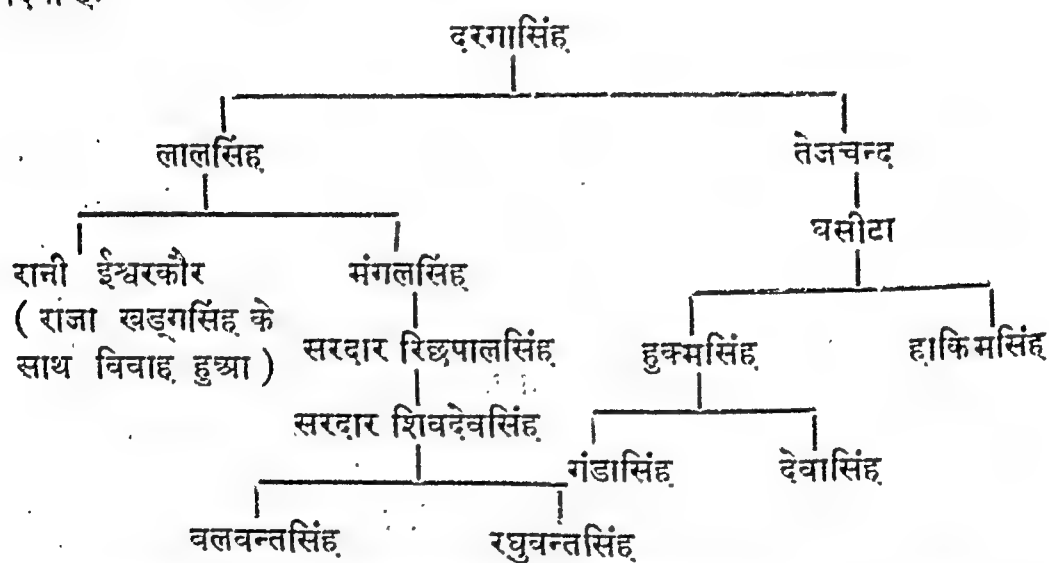 दरगासिंह
लालसिंह तेजचन्द
घसीटा
रानी ईश्वरकौर मंगलसिंह
( राजा खड्गसिंह के
साथ विवाह हुआ ) सरदार रिछपालसिंह हुक्मसिंह हाकिमसिंह
सरदार शिवदेवसिंह
गंडासिंह देवासिंह
वलवन्तसिंह रघुवन्तसिंह